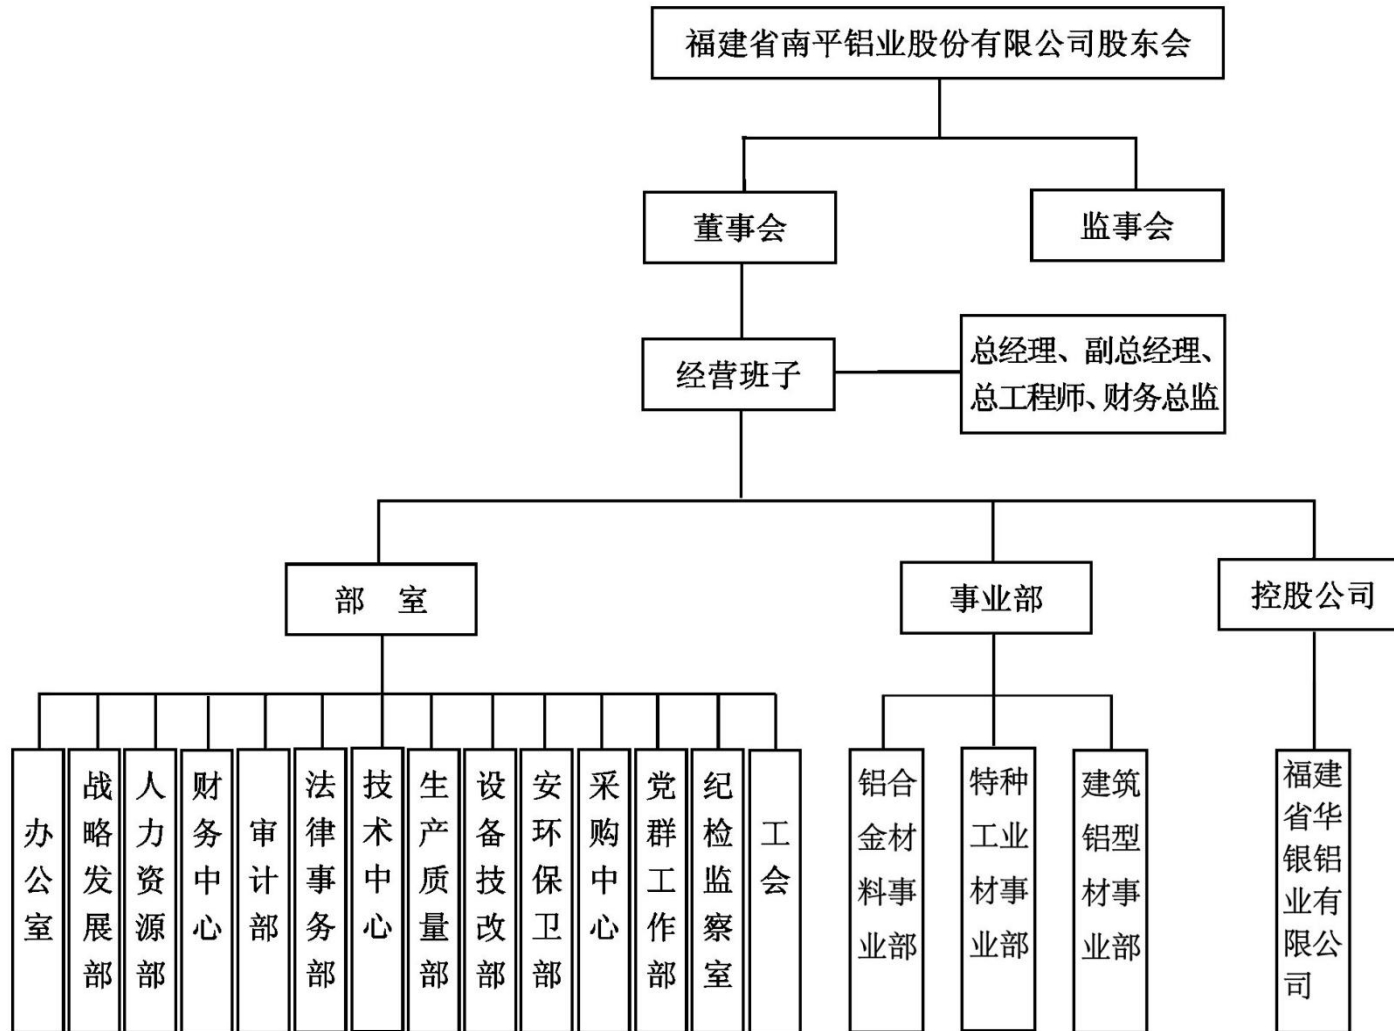 福建省南平铝业股份有限公司股东会
董事会
监事会
经营班子
总经理、副总经理、
总工程师、财务总监
部 室
事业部
控股公司
办公室
战略发展部
人力资源部
财务中心
审计部
法律事务部
技术中心
生产质量部
设备技改部
安环保卫部
采购中心
党群工作部
纪检监察室
工会
铝合
金材
料事
业部
特种
工业
材事
业部
建筑
铝型
材事
业部
福建
省华
银铝
业有
限公
司